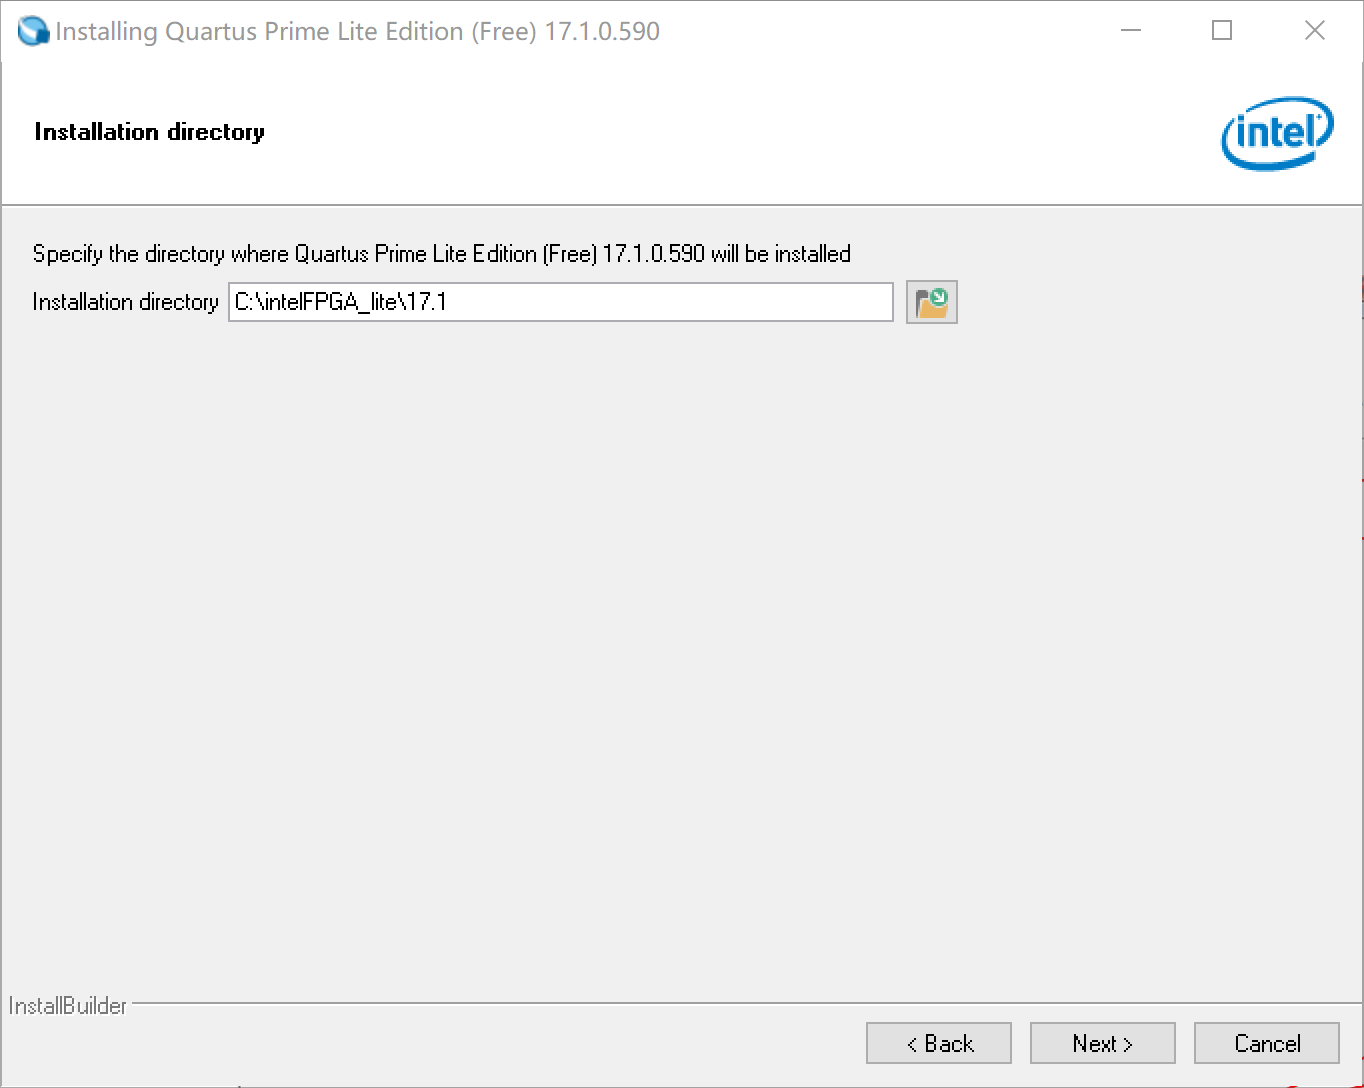 Installing Quartus Prime Lite Edition (Free) 17.1.0.590
Installation directory
intel
Specify the directory where Quartus Prime Lite Edition (Free) 17.1.0.590 will be installed
Installation directory C:\intelFPGA_lite\17.1
InstallBuilder
< Back Next > Cancel